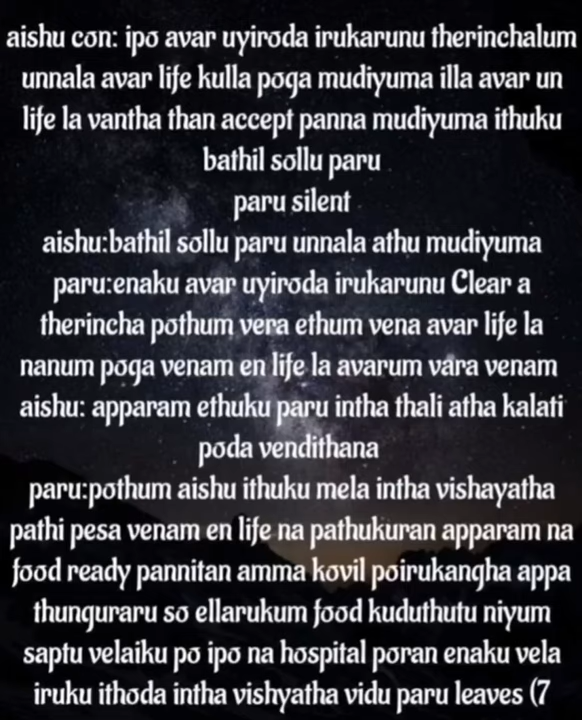 aishu con: ipo avar uyiroda irukarunu therinchalum
unnala avar life kulla poga mudiyuma illa avar un
life la vantha than accept panna mudiyuma ithuku
bathil sollu paru
paru silent
aishu:bathil sollu paru unnala athu mudiyuma
paru:enaku avar uyiroda irukarunu Clear a
therincha pothum vera ethum vena avar life la
nanum poga venam en life la avarum vara venam
aishu: apparam ethuku paru intha thali atha kalati
poda vendithana
paru:pothum aishu ithuku mela intha vishayatha
pathi pesa venam en life na pathukuran apparam na
food ready pannitan amma kovil poirukangha appa
thunguraru so ellarukum food kuduthutu niyum
saptu velaiku po ipo na hospital poran enaku vela
iruku ithoda intha vishyatha vidu paru leaves (7